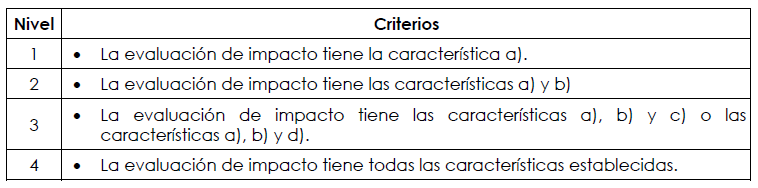 Nivel Criterios
1 • La evaluación de impacto tiene la característica a).
2 • La evaluación de impacto tiene las características a) y b)
3 • La evaluación de impacto tiene las características a), b) y c) o las
características a), b) y d).
4 • La evaluación de impacto tiene todas las características establecidas.